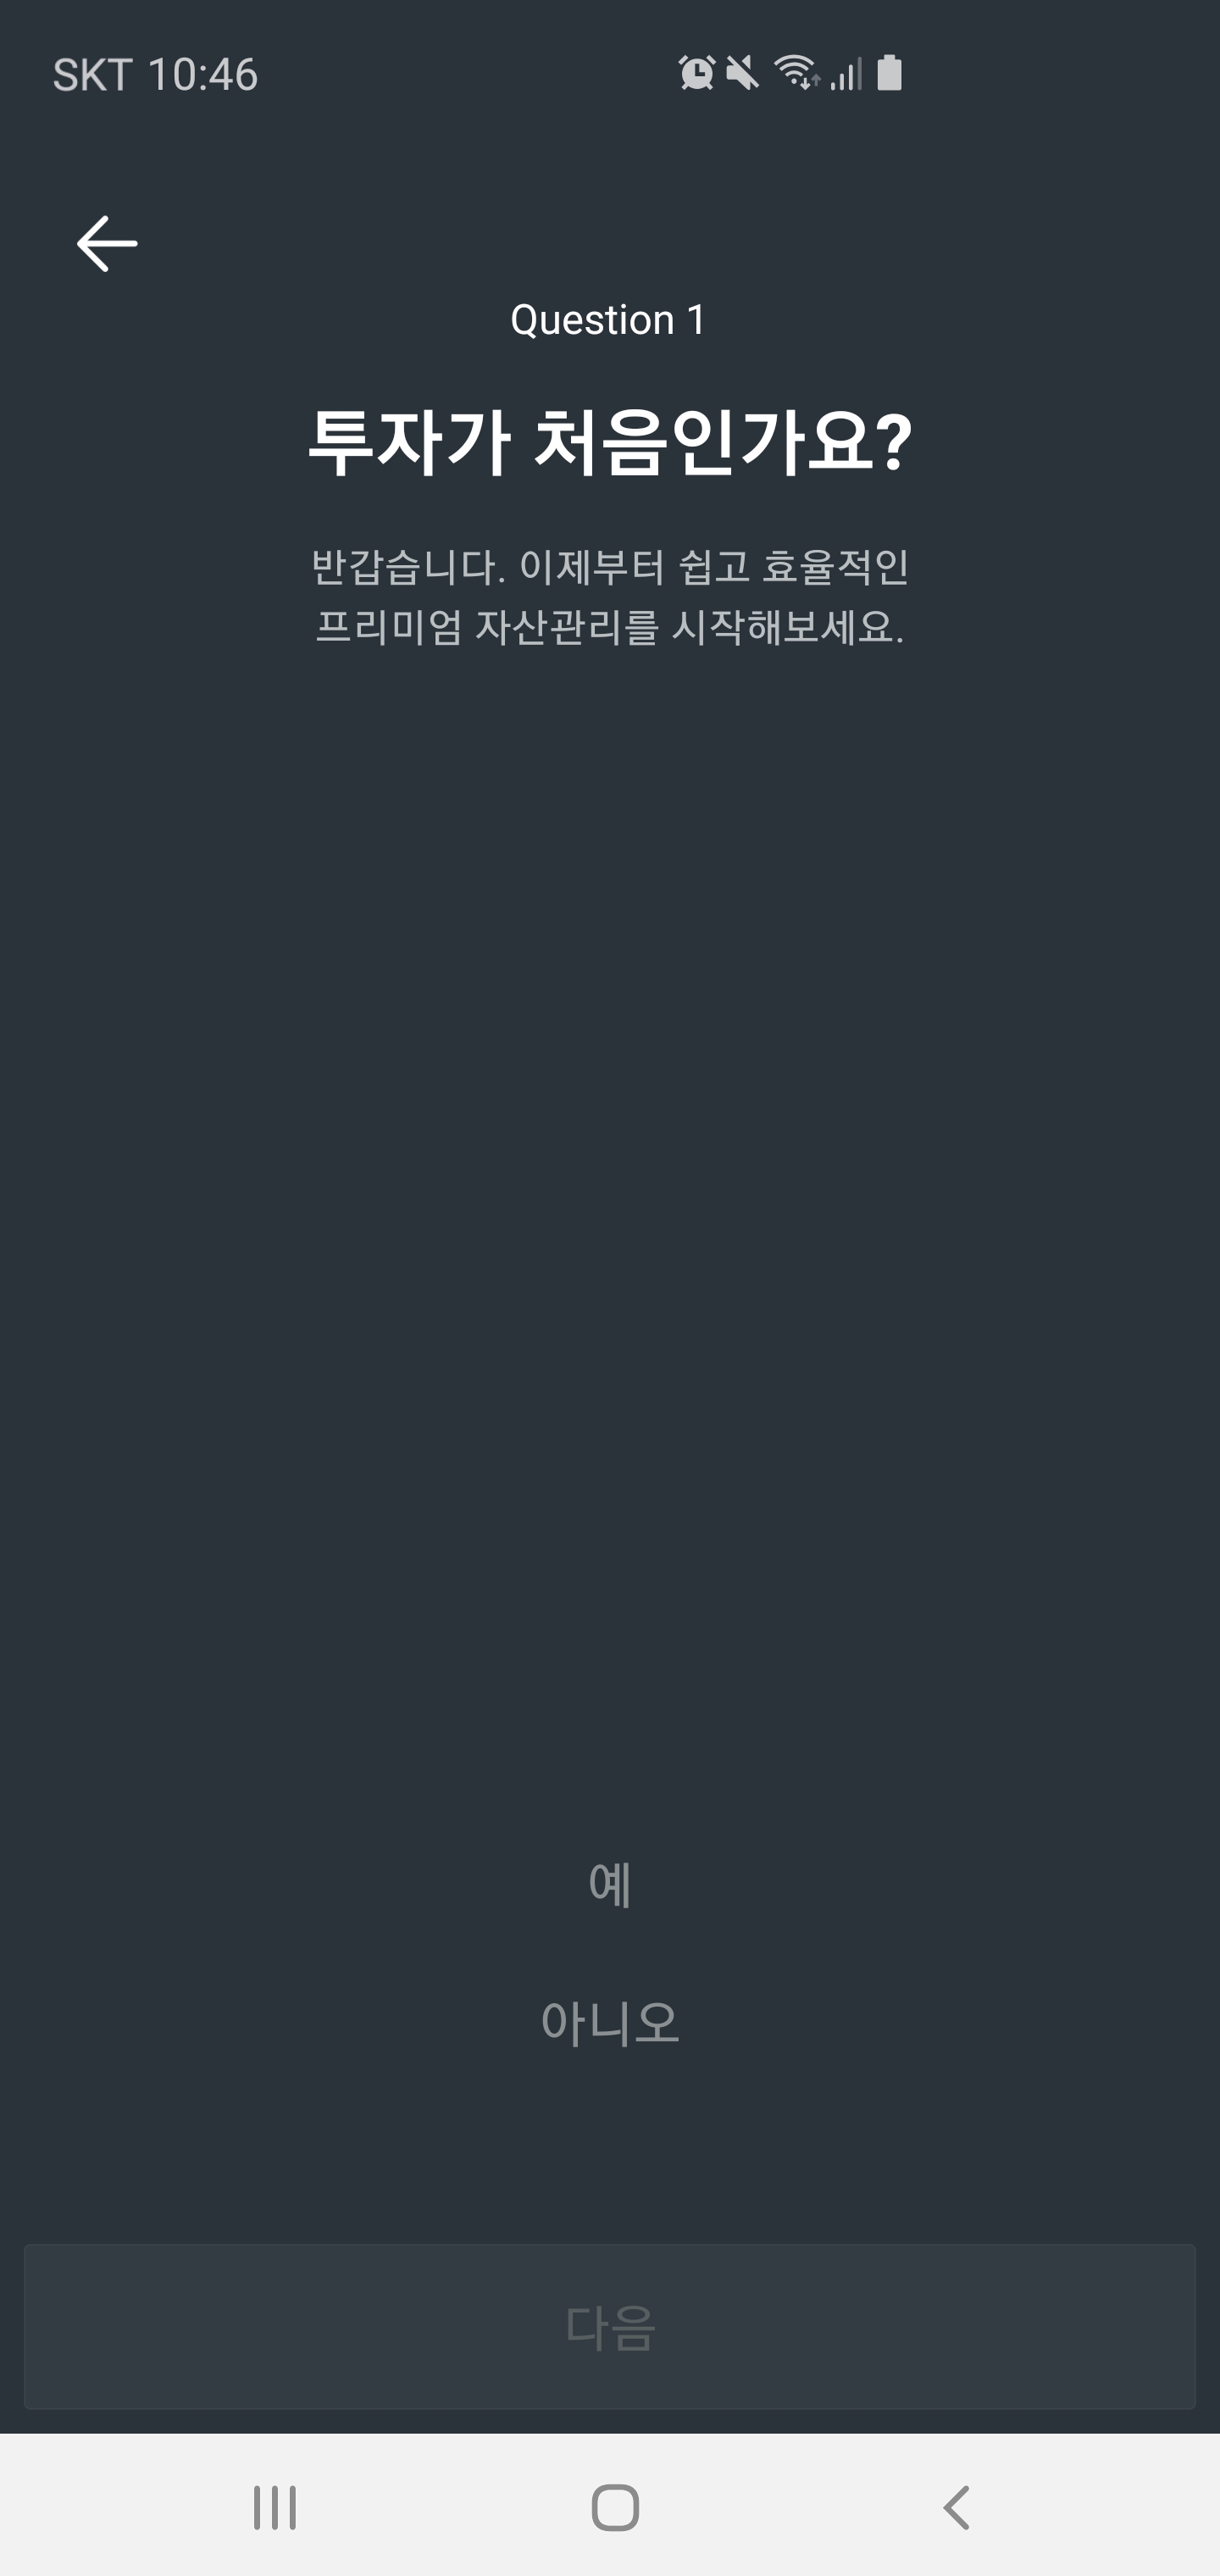 SKT 10:46
Question 1
투자가 처음인가요?
반갑습니다. 이제부터 쉽고 효율적인
프리미엄 자산관리를 시작해보세요.
예
아니오
다음